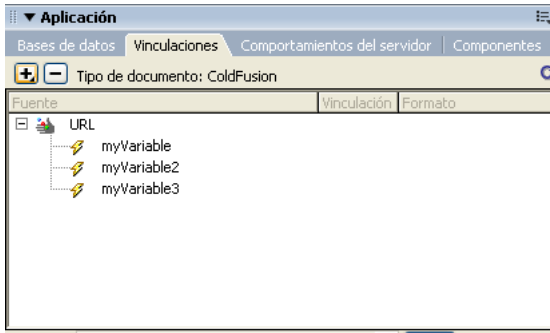 Aplicación
Bases de datos Vinculaciones Comportamientos del servidor Componentes
Tipo de documento: ColdFusion
Fuente Vinculación Formato
URL
myVariable
myVariable2
myVariable3